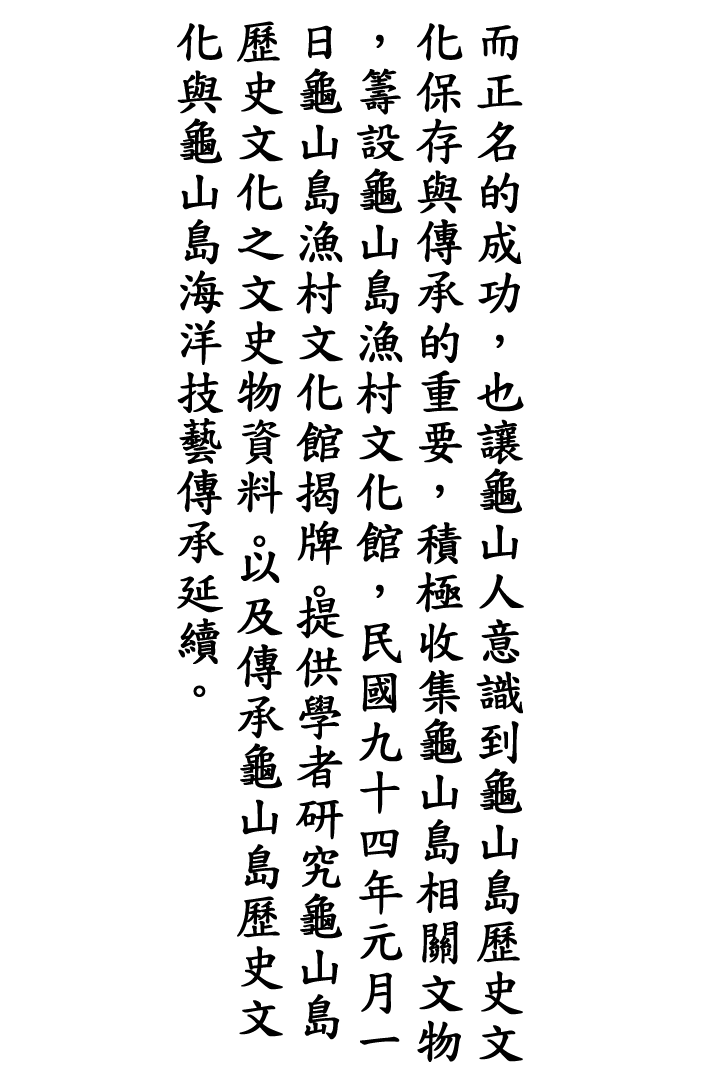 而正名的成功，也讓龜山人意識到龜山島歷史文
化保存與傳承的重要，積極收集龜山島相關文物
，籌設龜山島漁村文化館，民國九十四年元月一
日龜山島漁村文化館揭牌。提供學者研究龜山島
歷史文化之文史物資料。以及傳承龜山島歷史文
化與龜山島海洋技藝傳承延續。